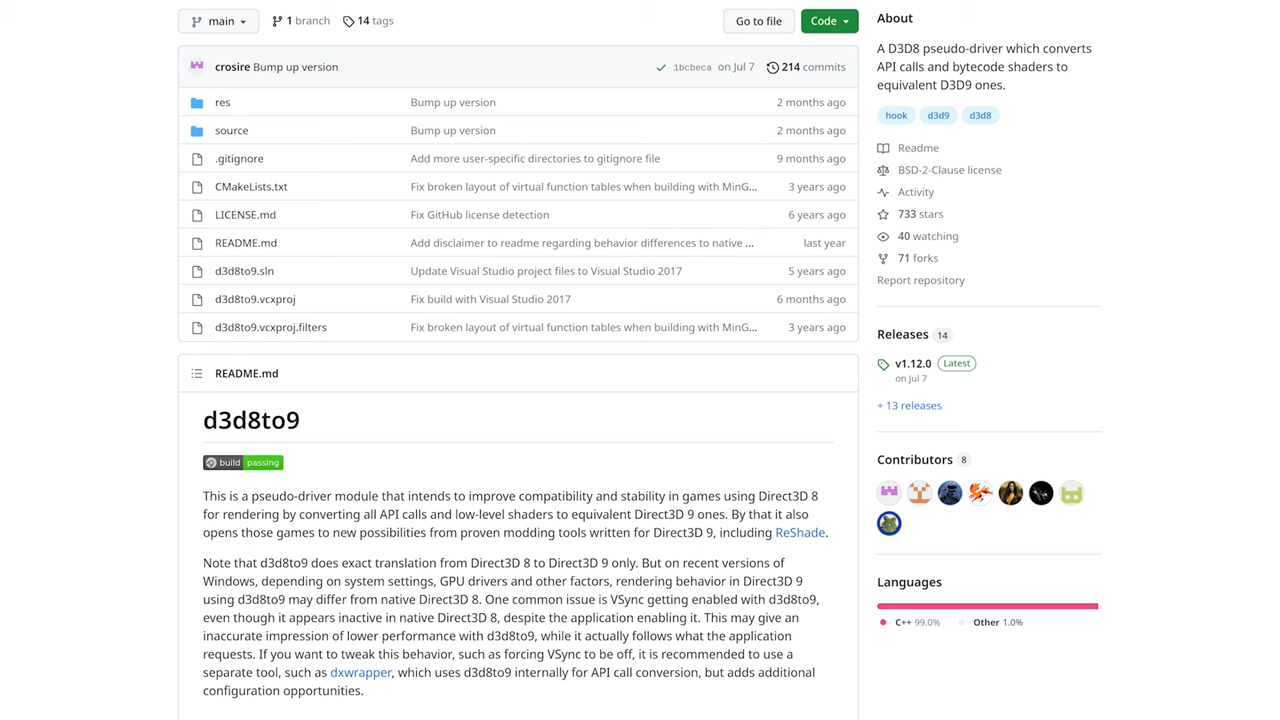 main
1 branch
14 tags
Go to file
Code
crosire Bump up version
1bcbeca on Jul 7
214 commits
res Bump up version 2 months ago
source Bump up version 2 months ago
.gitignore Add more user-specific directories to gitignore file 9 months ago
CMakeLists.txt Fix broken layout of virtual function tables when building with MinG... 3 years ago
LICENSE.md Fix GitHub license detection 6 years ago
README.md Add disclaimer to readme regarding behavior differences to native ... last year
d3d8to9.sln Update Visual Studio project files to Visual Studio 2017 5 years ago
d3d8to9.vcxproj Fix build with Visual Studio 2017 6 months ago
d3d8to9.vcxproj.filters Fix broken layout of virtual function tables when building with MinG... 3 years ago
README.md
d3d8to9
build passing
This is a pseudo-driver module that intends to improve compatibility and stability in games using Direct3D 8
for rendering by converting all API calls and low-level shaders to equivalent Direct3D 9 ones. By that it also
opens those games to new possibilities from proven modding tools written for Direct3D 9, including ReShade.
Note that d3d8to9 does exact translation from Direct3D 8 to Direct3D 9 only. But on recent versions of
Windows, depending on system settings, GPU drivers and other factors, rendering behavior in Direct3D 9
using d3d8to9 may differ from native Direct3D 8. One common issue is VSync getting enabled with d3d8to9,
even though it appears inactive in native Direct3D 8, despite the application enabling it. This may give an
inaccurate impression of lower performance with d3d8to9, while it actually follows what the application
requests. If you want to tweak this behavior, such as forcing VSync to be off, it is recommended to use a
separate tool, such as dxwrapper, which uses d3d8to9 internally for API call conversion, but adds additional
configuration opportunities.
About
A D3D8 pseudo-driver which converts
API calls and bytecode shaders to
equivalent D3D9 ones.
hook d3d9 d3d8
Readme
BSD-2-Clause license
Activity
733 stars
40 watching
71 forks
Report repository
Releases 14
v1.12.0 Latest
on Jul 7
+ 13 releases
Contributors 8
Languages
C++ 99.0% Other 1.0%